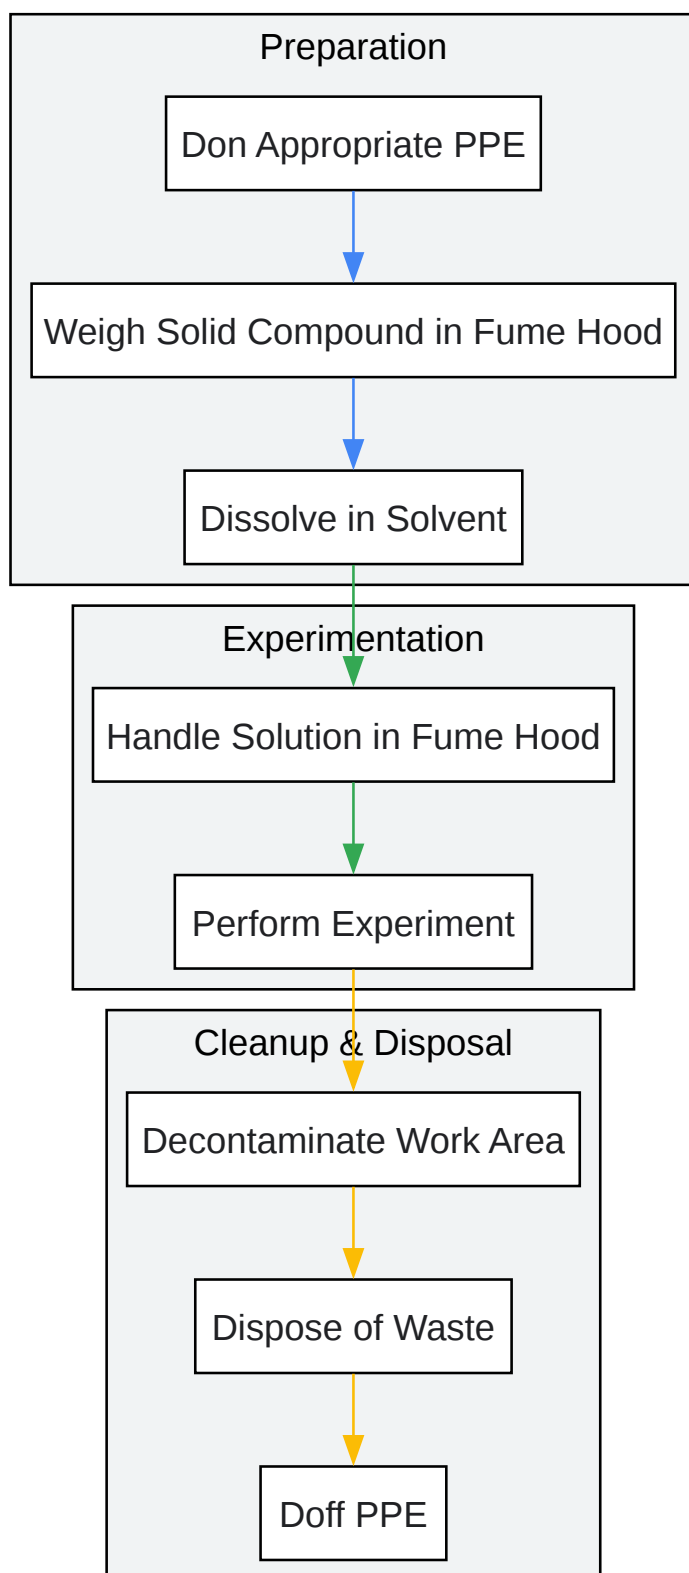 Preparation
Don Appropriate PPE
Weigh Solid Compound in Fume Hood
Dissolve in Solvent
Experimentation
Handle Solution in Fume Hood
Perform Experiment
Cleanup & Disposal
Decontaminate Work Area
Dispose of Waste
Doff PPE